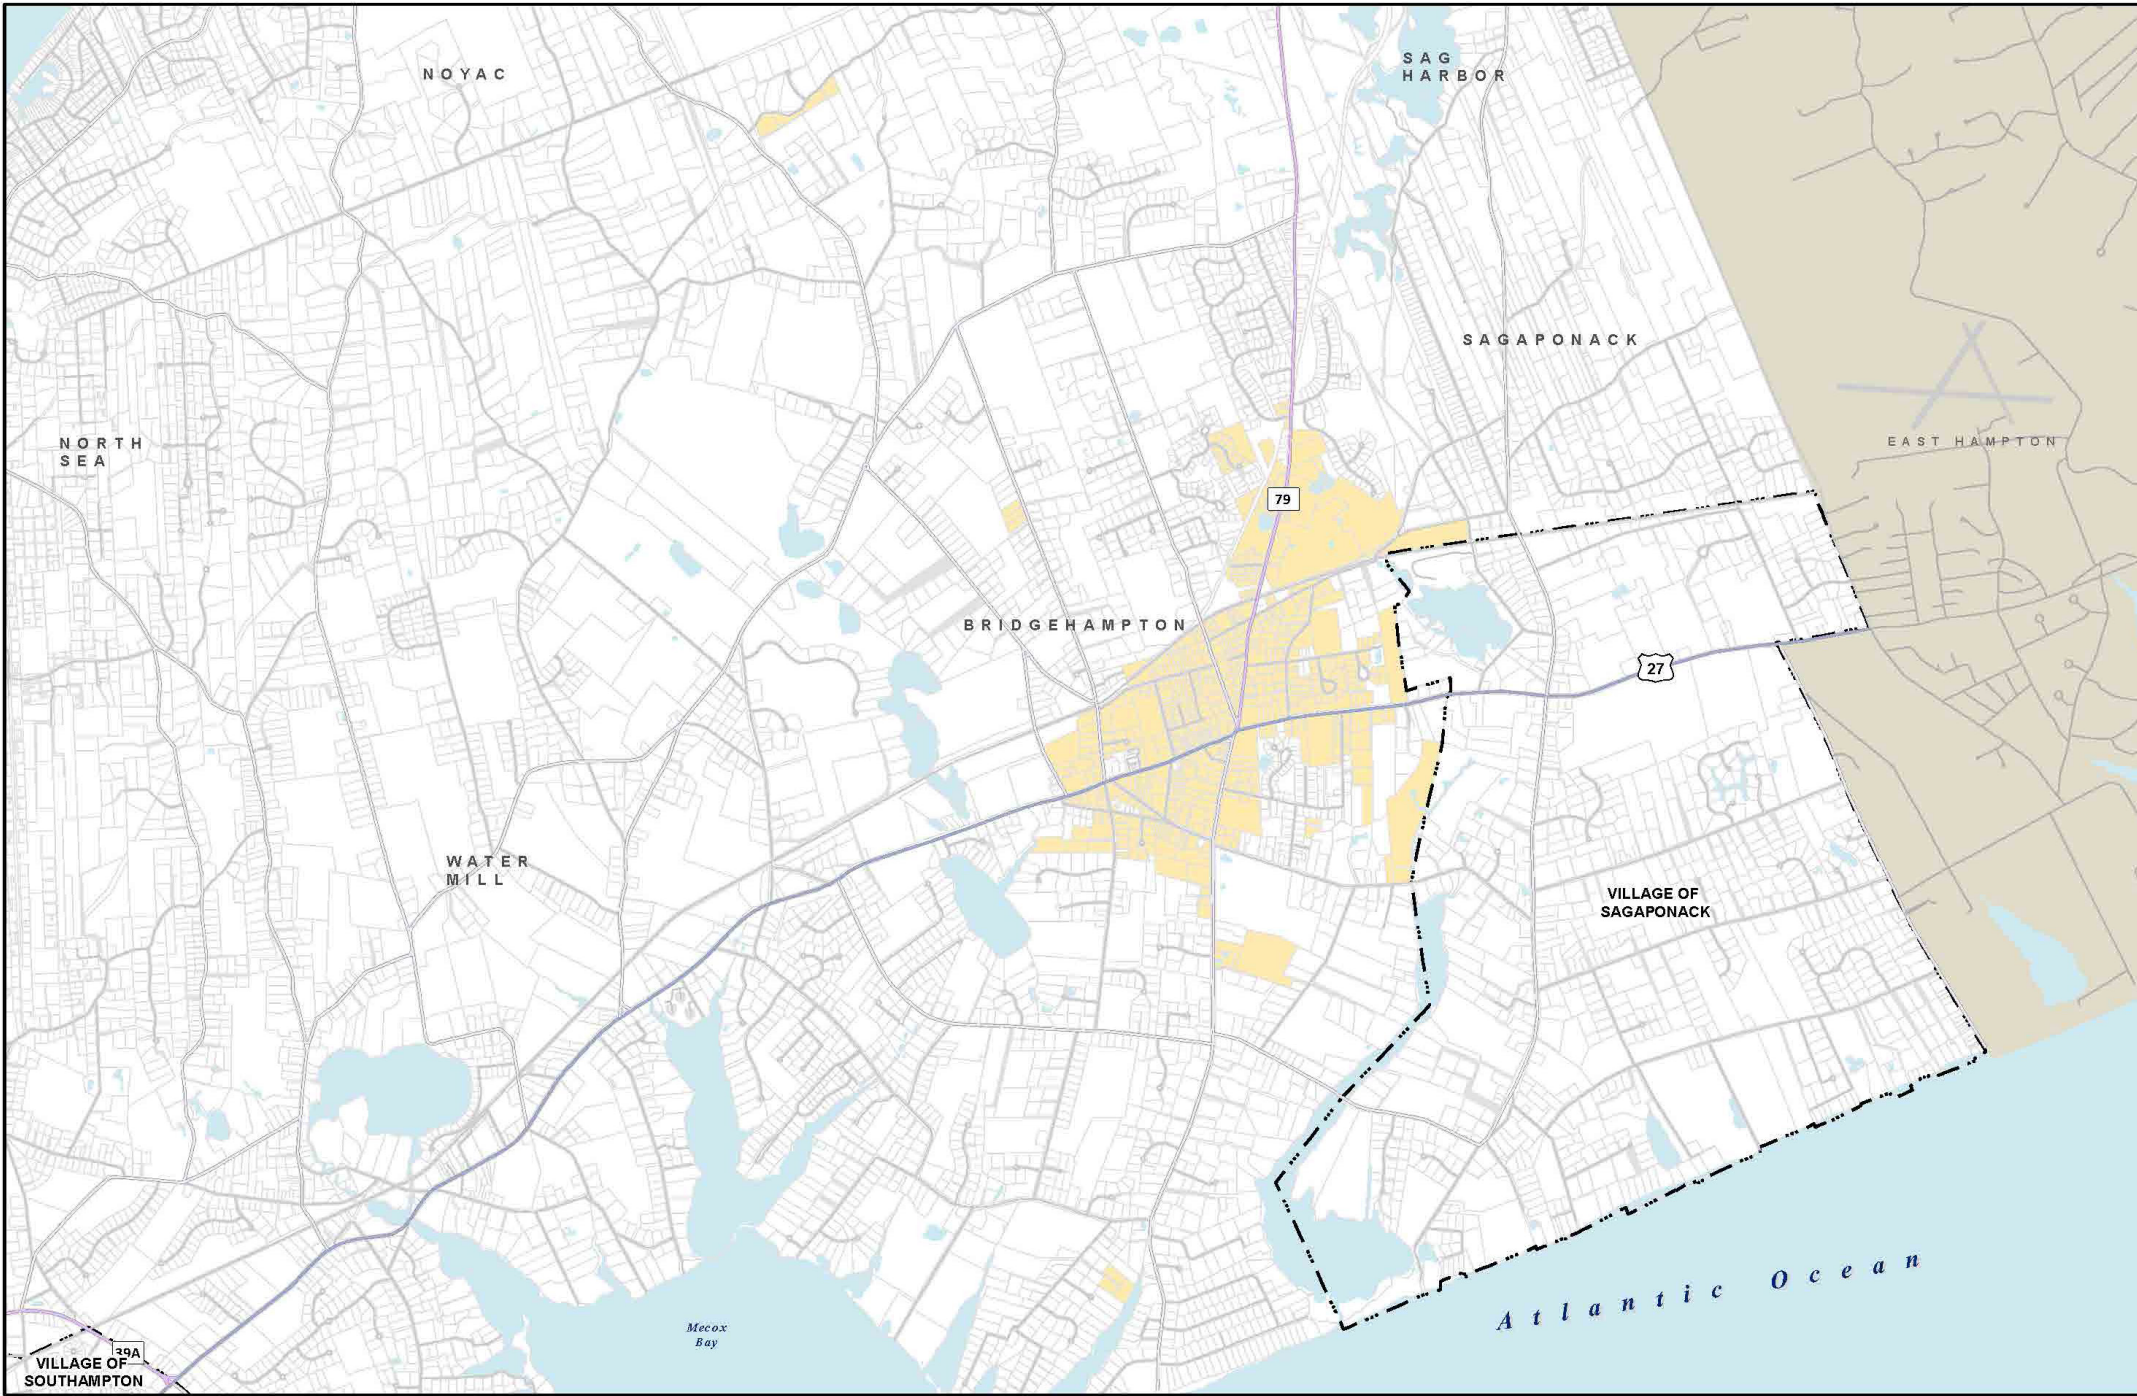 NOYAC
SAG
HARBOR
SAGAPONACK
NORTH
SEA
EAST HAMPTON
79
BRIDGEHAMPTON
27
WATER
MILL
VILLAGE OF
SAGAPONACK
Atlantic Ocean
Mecox
Bay
39A
VILLAGE OF
SOUTHAMPTON